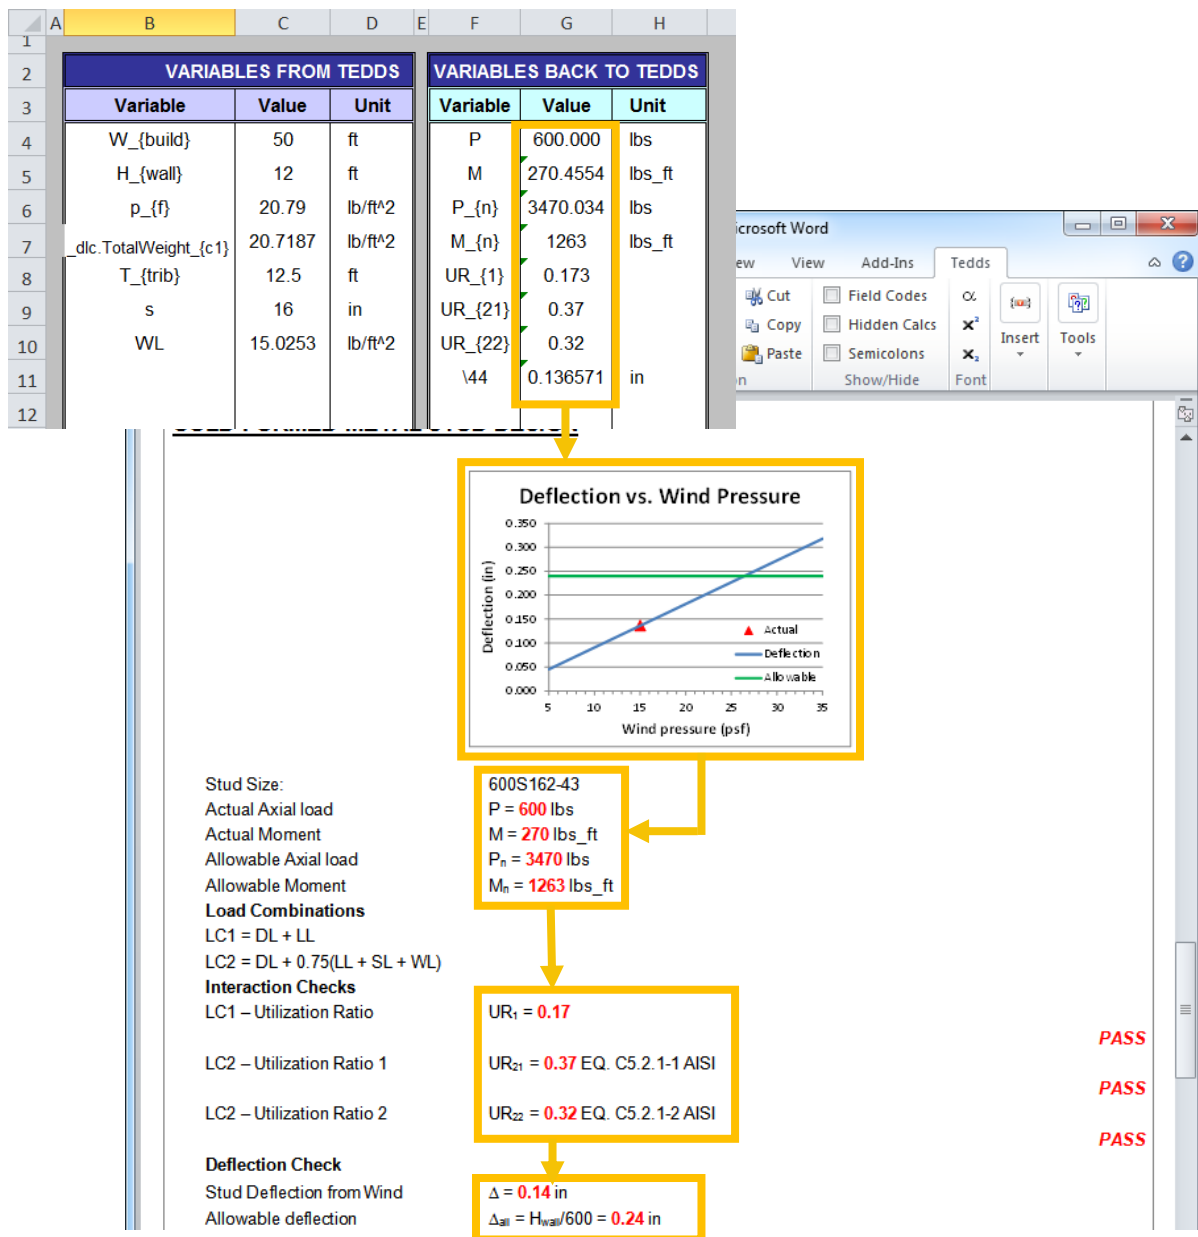 A B C D E F G H
1
2 VARIABLES FROM TEDDS VARIABLES BACK TO TEDDS
3 Variable Value Unit Variable Value Unit
4 W_{build} 50 ft P 600.000 lbs
5 H_{wall} 12 ft M 270.4554 lbs_ft
6 p_{f} 20.79 lb/ft^2 P_{n} 3470.034 lbs
7 _dlc.TotalWeight_{c1} 20.7187 lb/ft^2 M_{n} 1263 lbs_ft
8 T_{trib} 12.5 ft UR_{1} 0.173
9 s 16 in UR_{21} 0.37
10 WL 15.0253 lb/ft^2 UR_{22} 0.32
11 \44 0.136571 in
12
icrosoft Word
ew View Add-Ins Tedds
Cut Field Codes α
Copy Hidden Calcs x² Insert Tools
Paste Semicolons x₂
n Show/Hide Font
Deflection vs. Wind Pressure
Deflection (in)
0.350
0.300
0.250
0.200
0.150
0.100
0.050
0.000
Actual
Deflection
Allowable
5 10 15 20 25 30 35
Wind pressure (psf)
Stud Size: 600S162-43
Actual Axial load P = 600 lbs
Actual Moment M = 270 lbs_ft
Allowable Axial load Pₙ = 3470 lbs
Allowable Moment Mₙ = 1263 lbs_ft
Load Combinations
LC1 = DL + LL
LC2 = DL + 0.75(LL + SL + WL)
Interaction Checks
LC1 – Utilization Ratio UR₁ = 0.17
PASS
LC2 – Utilization Ratio 1 UR₂₁ = 0.37 EQ. C5.2.1-1 AISI
PASS
LC2 – Utilization Ratio 2 UR₂₂ = 0.32 EQ. C5.2.1-2 AISI
PASS
Deflection Check
Stud Deflection from Wind Δ = 0.14 in
Allowable deflection Δall = Hwall/600 = 0.24 in